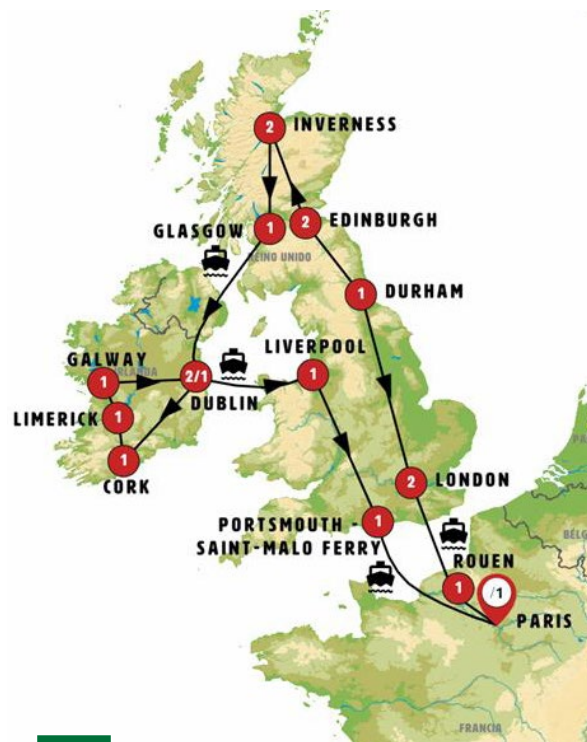 2
INVERNESS
EDINBURGH
2
GLASGOW
1
REINO UNIDO
1
DURHAM
GALWAY
LIVERPOOL
1
IRLANDA
2/1
1
LIMERICK
1
DUBLIN
1
CORK
2
LONDON
PORTSMOUTH -
SAINT-MALO FERRY
1
ROUEN
1
/1
PARIS
FRANCIA